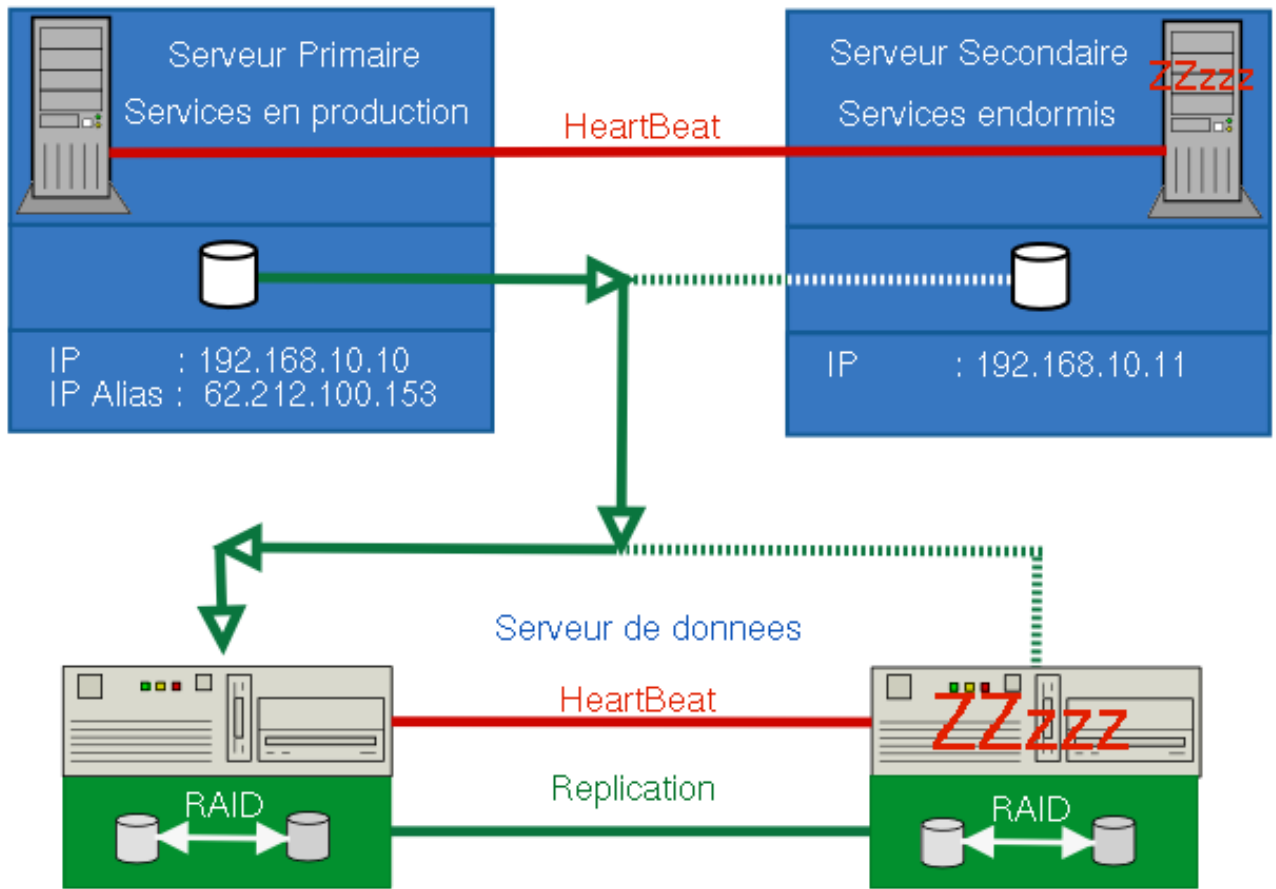 Serveur Primaire
Services en production
Serveur Secondaire
ZZzzz
Services endormis
HeartBeat
IP : 192.168.10.10
IP Alias : 62.212.100.153
IP : 192.168.10.11
Serveur de donnees
HeartBeat
ZZzzz
Replication
RAID
RAID